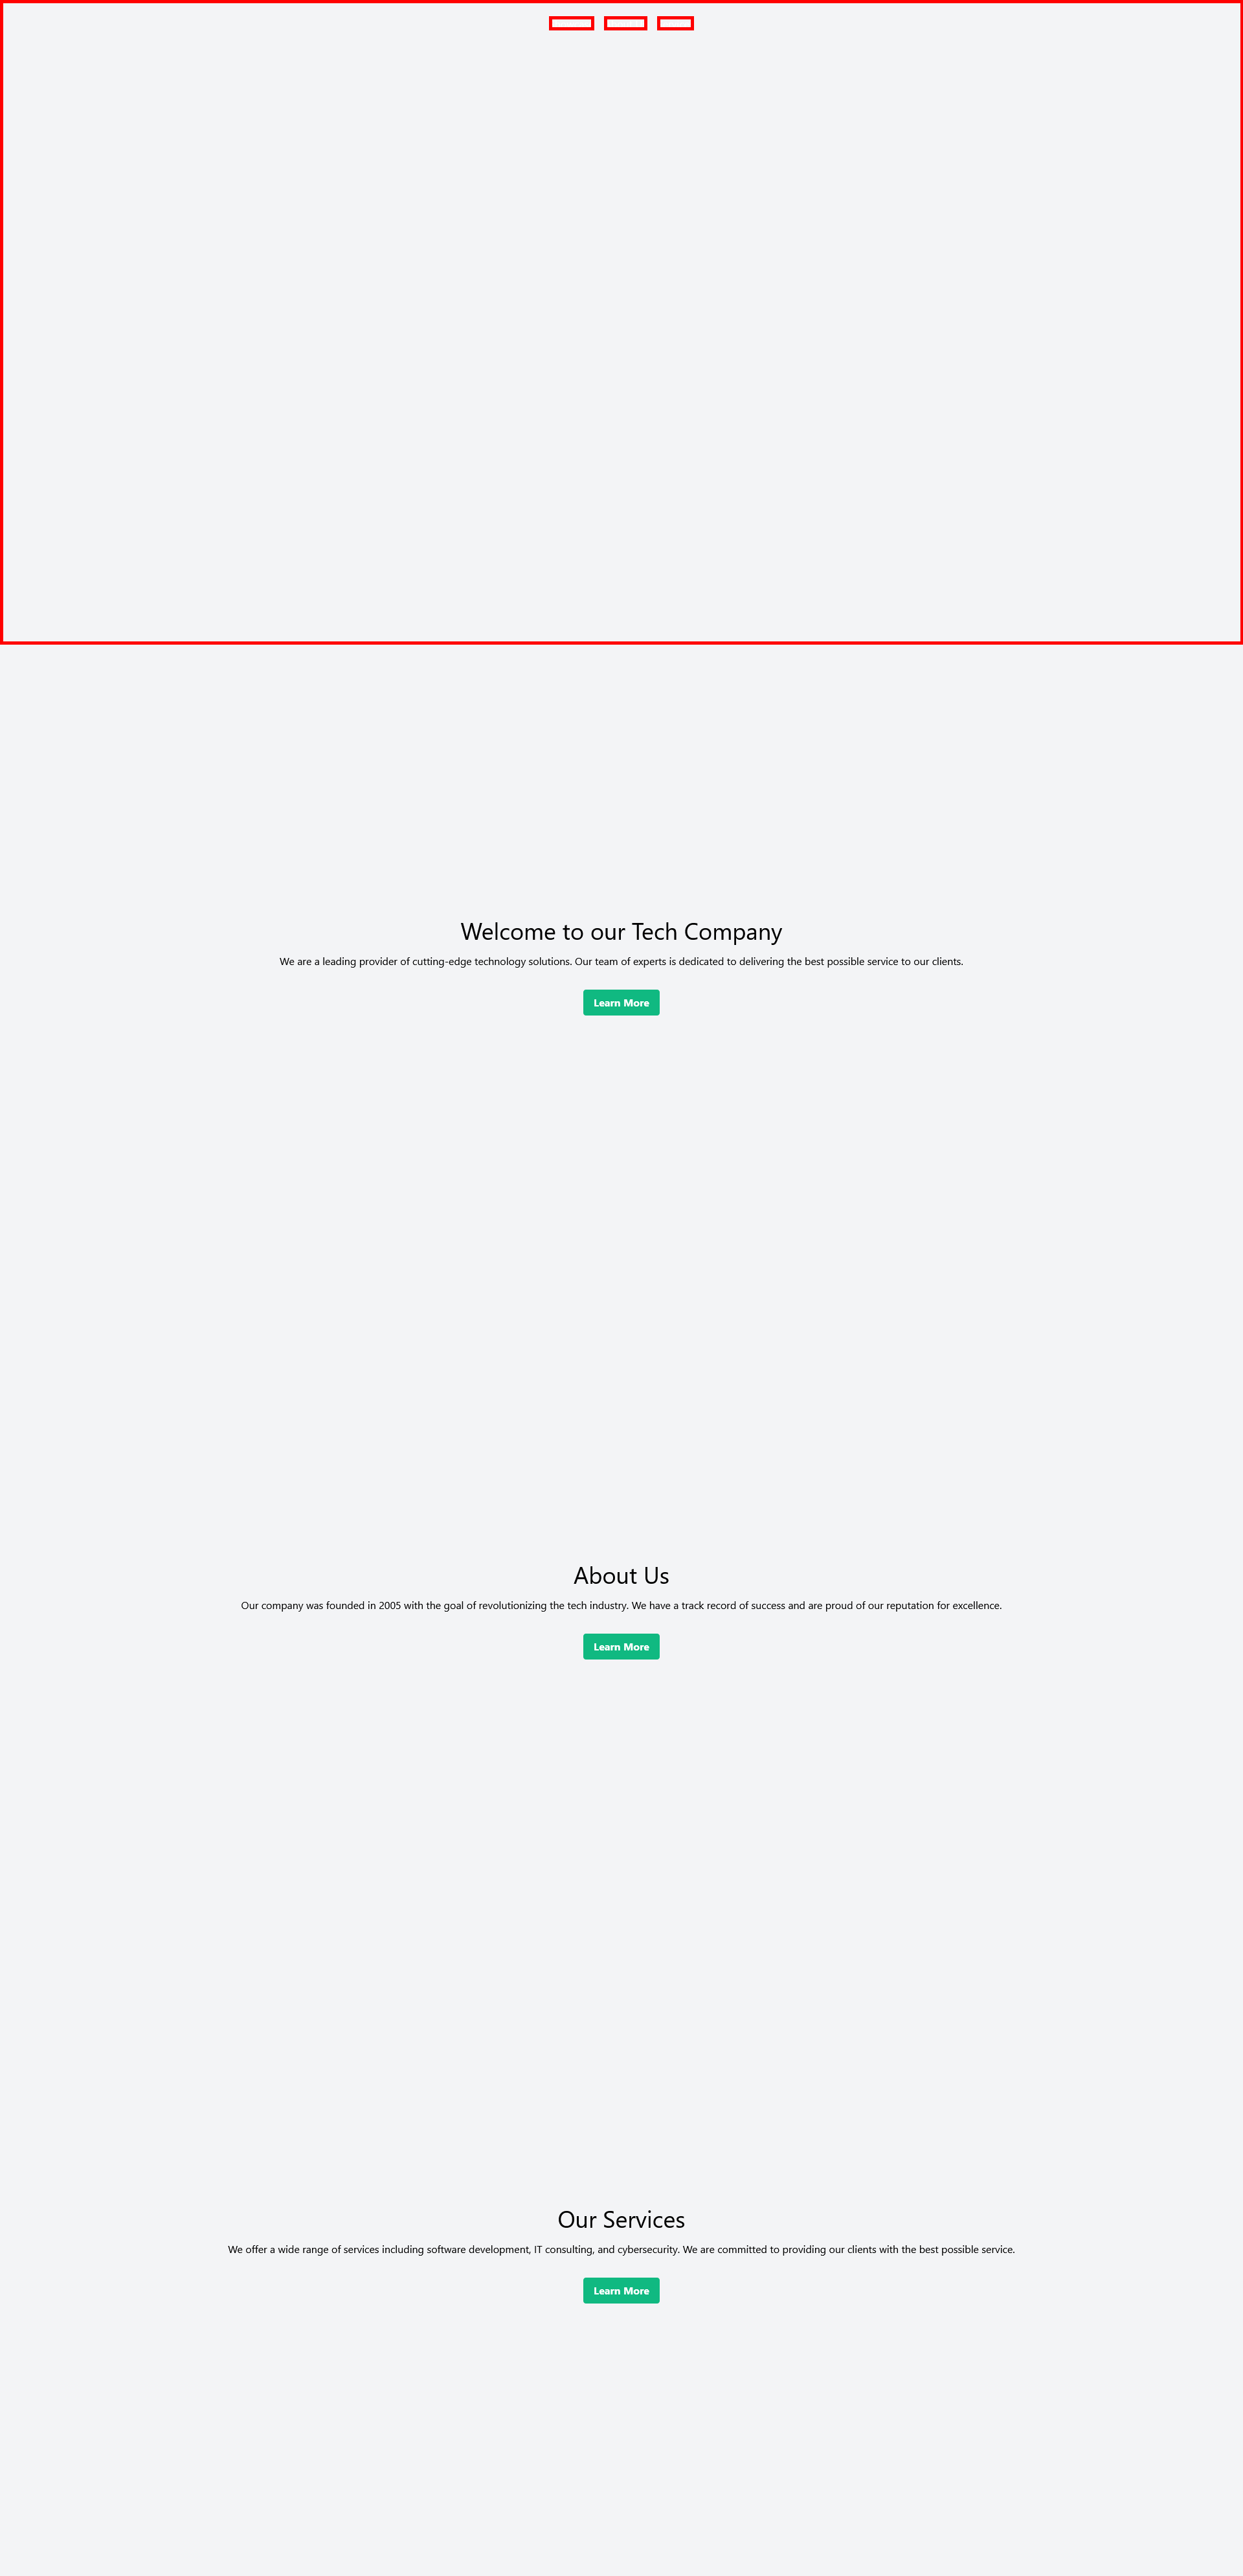 Welcome to our Tech Company
We are a leading provider of cutting-edge technology solutions. Our team of experts is dedicated to delivering the best possible service to our clients.
Learn More
About Us
Our company was founded in 2005 with the goal of revolutionizing the tech industry. We have a track record of success and are proud of our reputation for excellence.
Learn More
Our Services
We offer a wide range of services including software development, IT consulting, and cybersecurity. We are committed to providing our clients with the best possible service.
Learn More